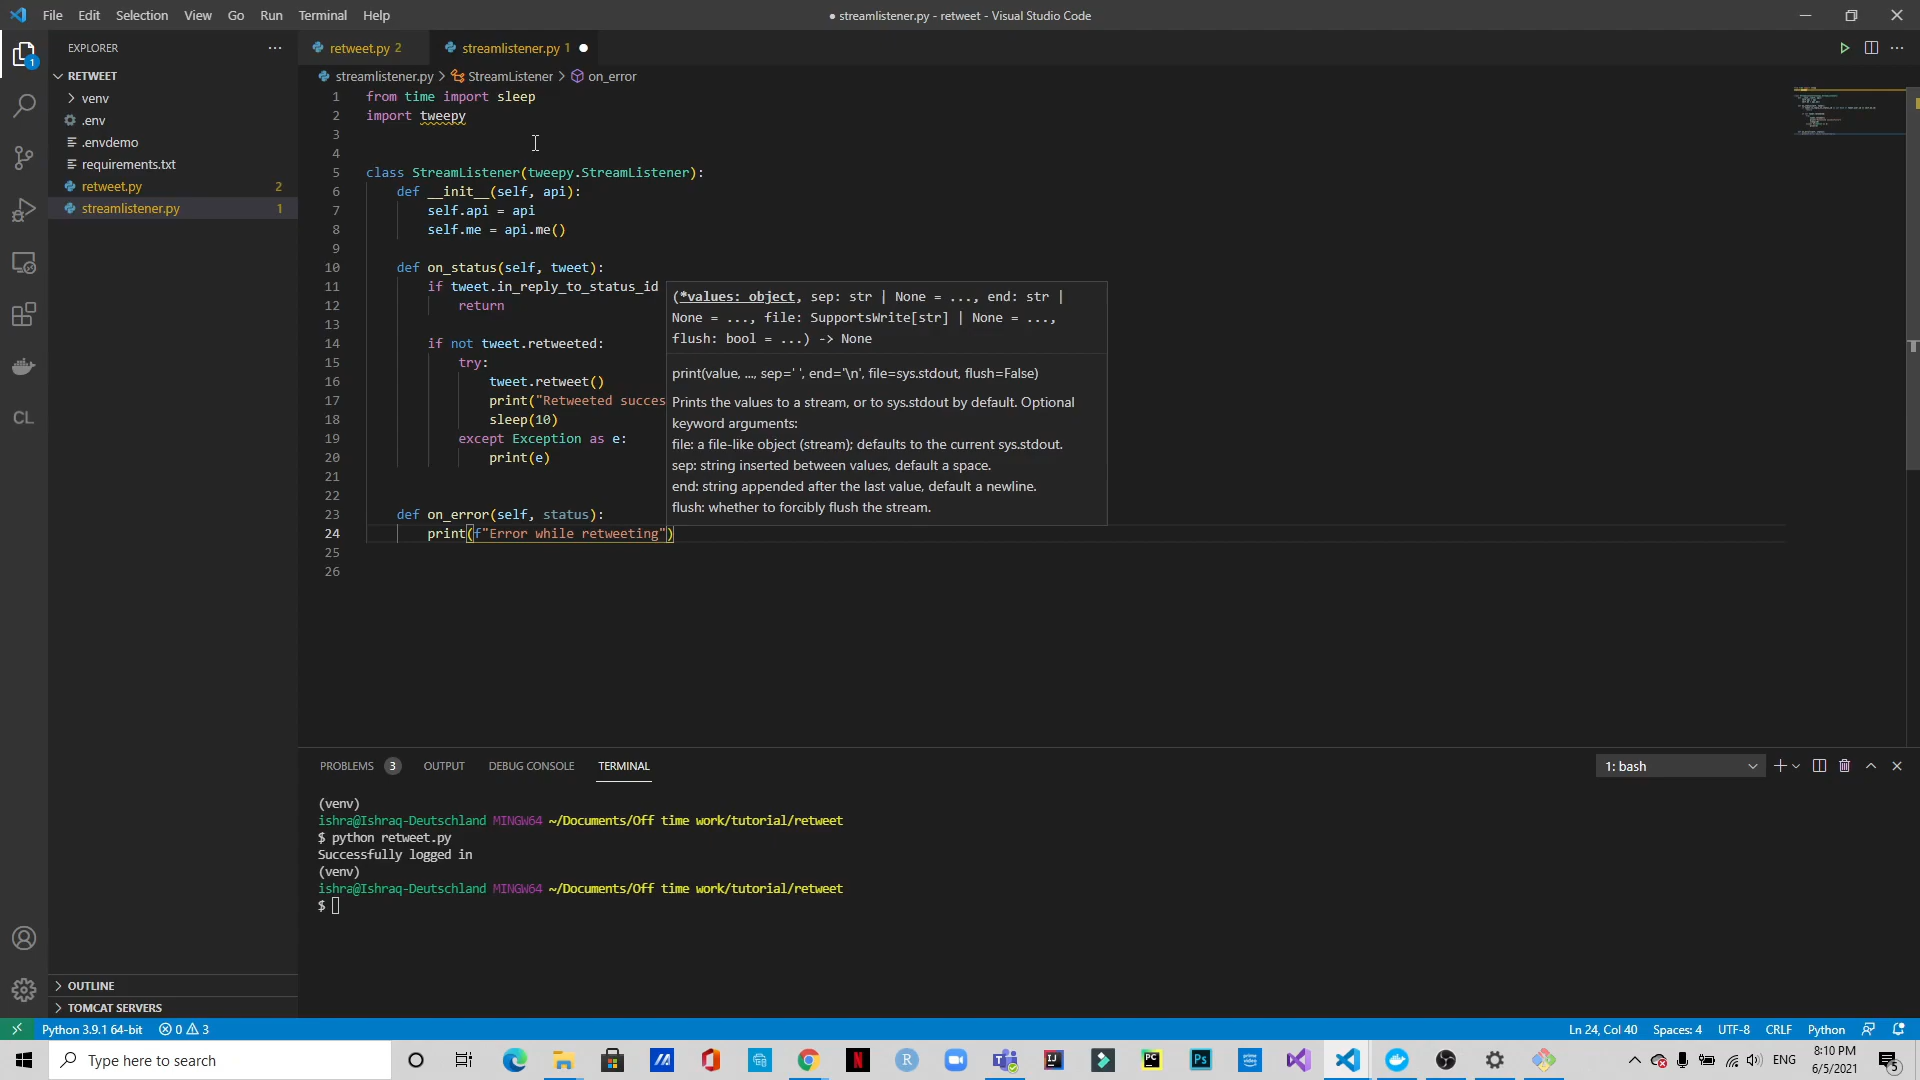 File Edit Selection View Go Run Terminal Help
● streamlistener.py - retweet - Visual Studio Code
EXPLORER
RETWEET
venv
.env
.envdemo
requirements.txt
retweet.py 2
streamlistener.py 1
OUTLINE
TOMCAT SERVERS
1
CL
retweet.py 2
streamlistener.py 1
streamlistener.py > StreamListener > on_error
1 from time import sleep
2 import tweepy
3
4
5 class StreamListener(tweepy.StreamListener):
6 def __init__(self, api):
7 self.api = api
8 self.me = api.me()
9
10 def on_status(self, tweet):
11 if tweet.in_reply_to_status_id
12 return
13
14 if not tweet.retweeted:
15 try:
16 tweet.retweet()
17 print("Retweeted succes
18 sleep(10)
19 except Exception as e:
20 print(e)
21
22
23 def on_error(self, status):
24 print(f"Error while retweeting")
25
26
(*values: object, sep: str | None = ..., end: str |
None = ..., file: SupportsWrite[str] | None = ...,
flush: bool = ...) -> None
print(value, ..., sep=' ', end='\n', file=sys.stdout, flush=False)
Prints the values to a stream, or to sys.stdout by default. Optional
keyword arguments:
file: a file-like object (stream); defaults to the current sys.stdout.
sep: string inserted between values, default a space.
end: string appended after the last value, default a newline.
flush: whether to forcibly flush the stream.
PROBLEMS 3 OUTPUT DEBUG CONSOLE TERMINAL
1: bash
(venv)
ishra@Ishraq-Deutschland MINGW64 ~/Documents/Off time work/tutorial/retweet
$ python retweet.py
Successfully logged in
(venv)
ishra@Ishraq-Deutschland MINGW64 ~/Documents/Off time work/tutorial/retweet
$
Python 3.9.1 64-bit 0 3
Ln 24, Col 40 Spaces: 4 UTF-8 CRLF Python
Type here to search
N R IJ PC Ps prime video
ENG
8:10 PM
6/5/2021
5